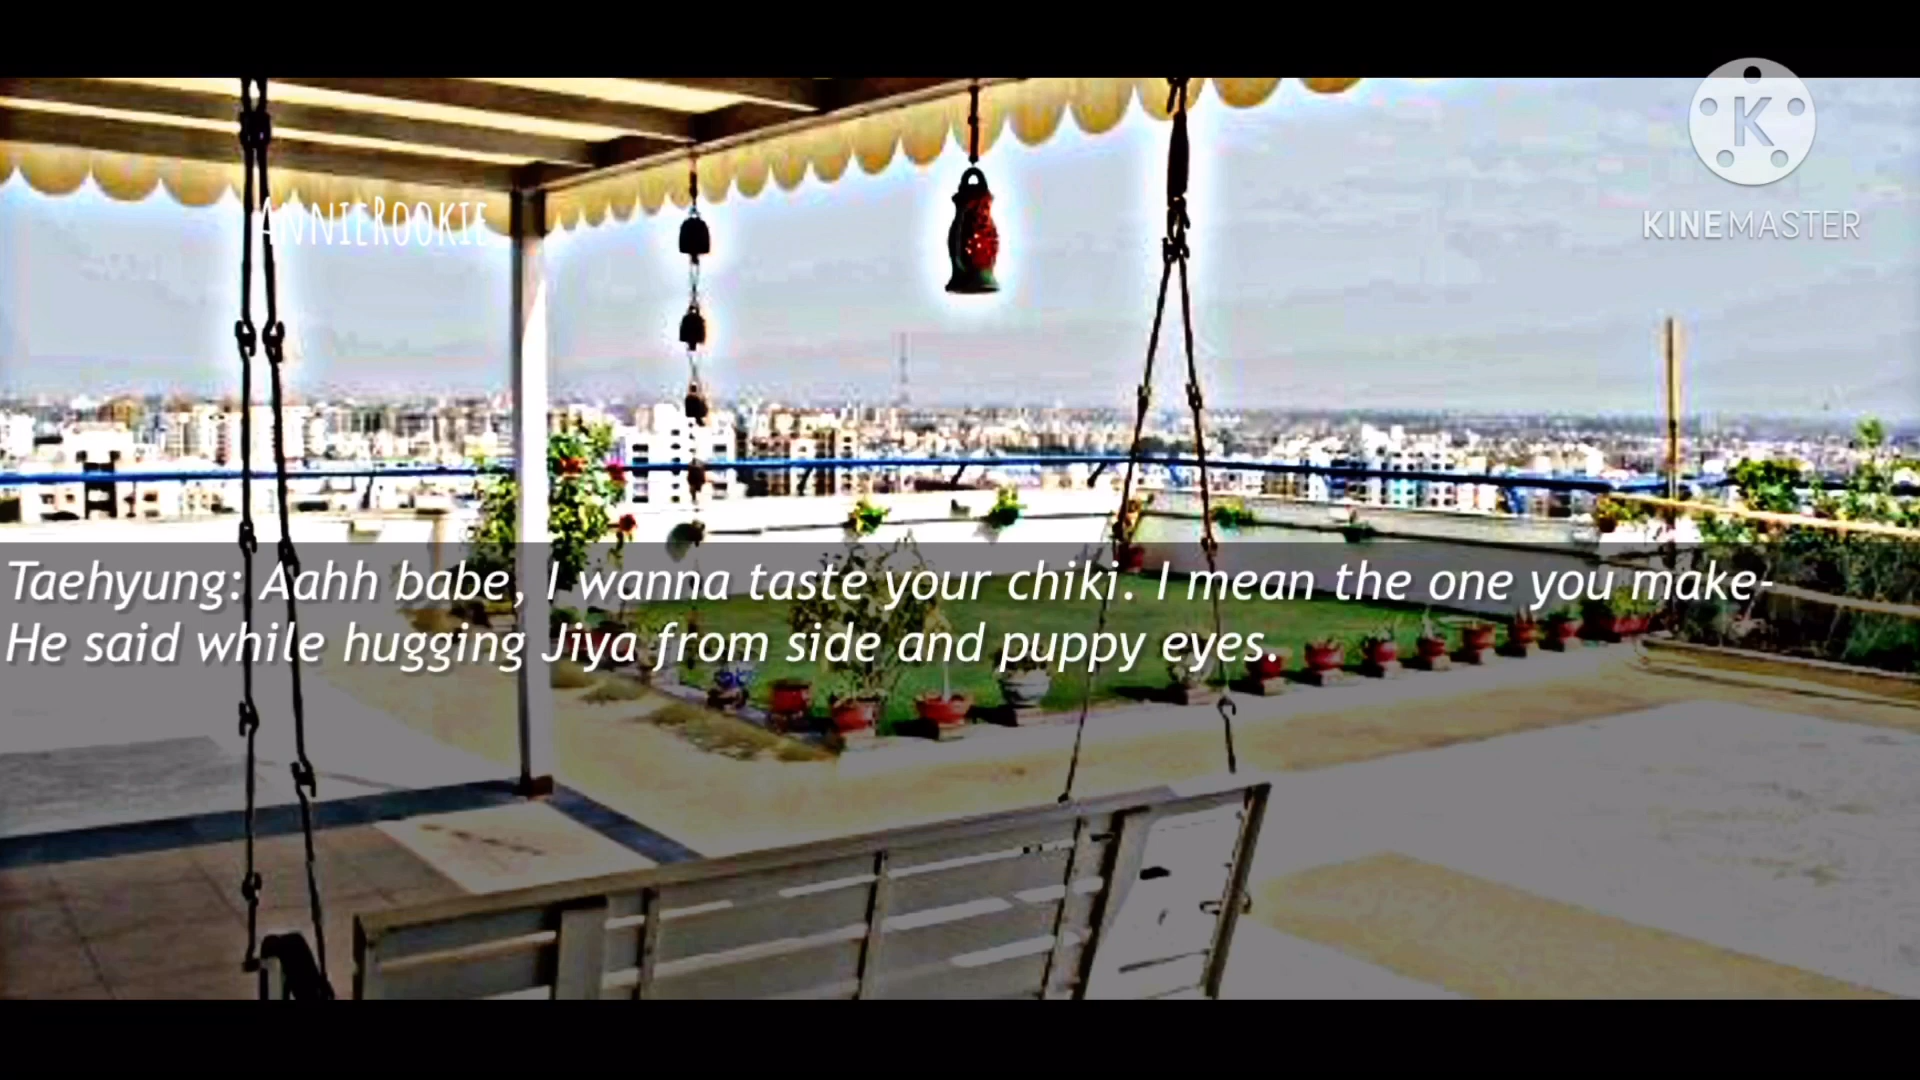 K
KINEMASTER
ANNIEROOKIE
Taehyung: Aahh babe, I wanna taste your chiki. I mean the one you make-
He said while hugging Jiya from side and puppy eyes.